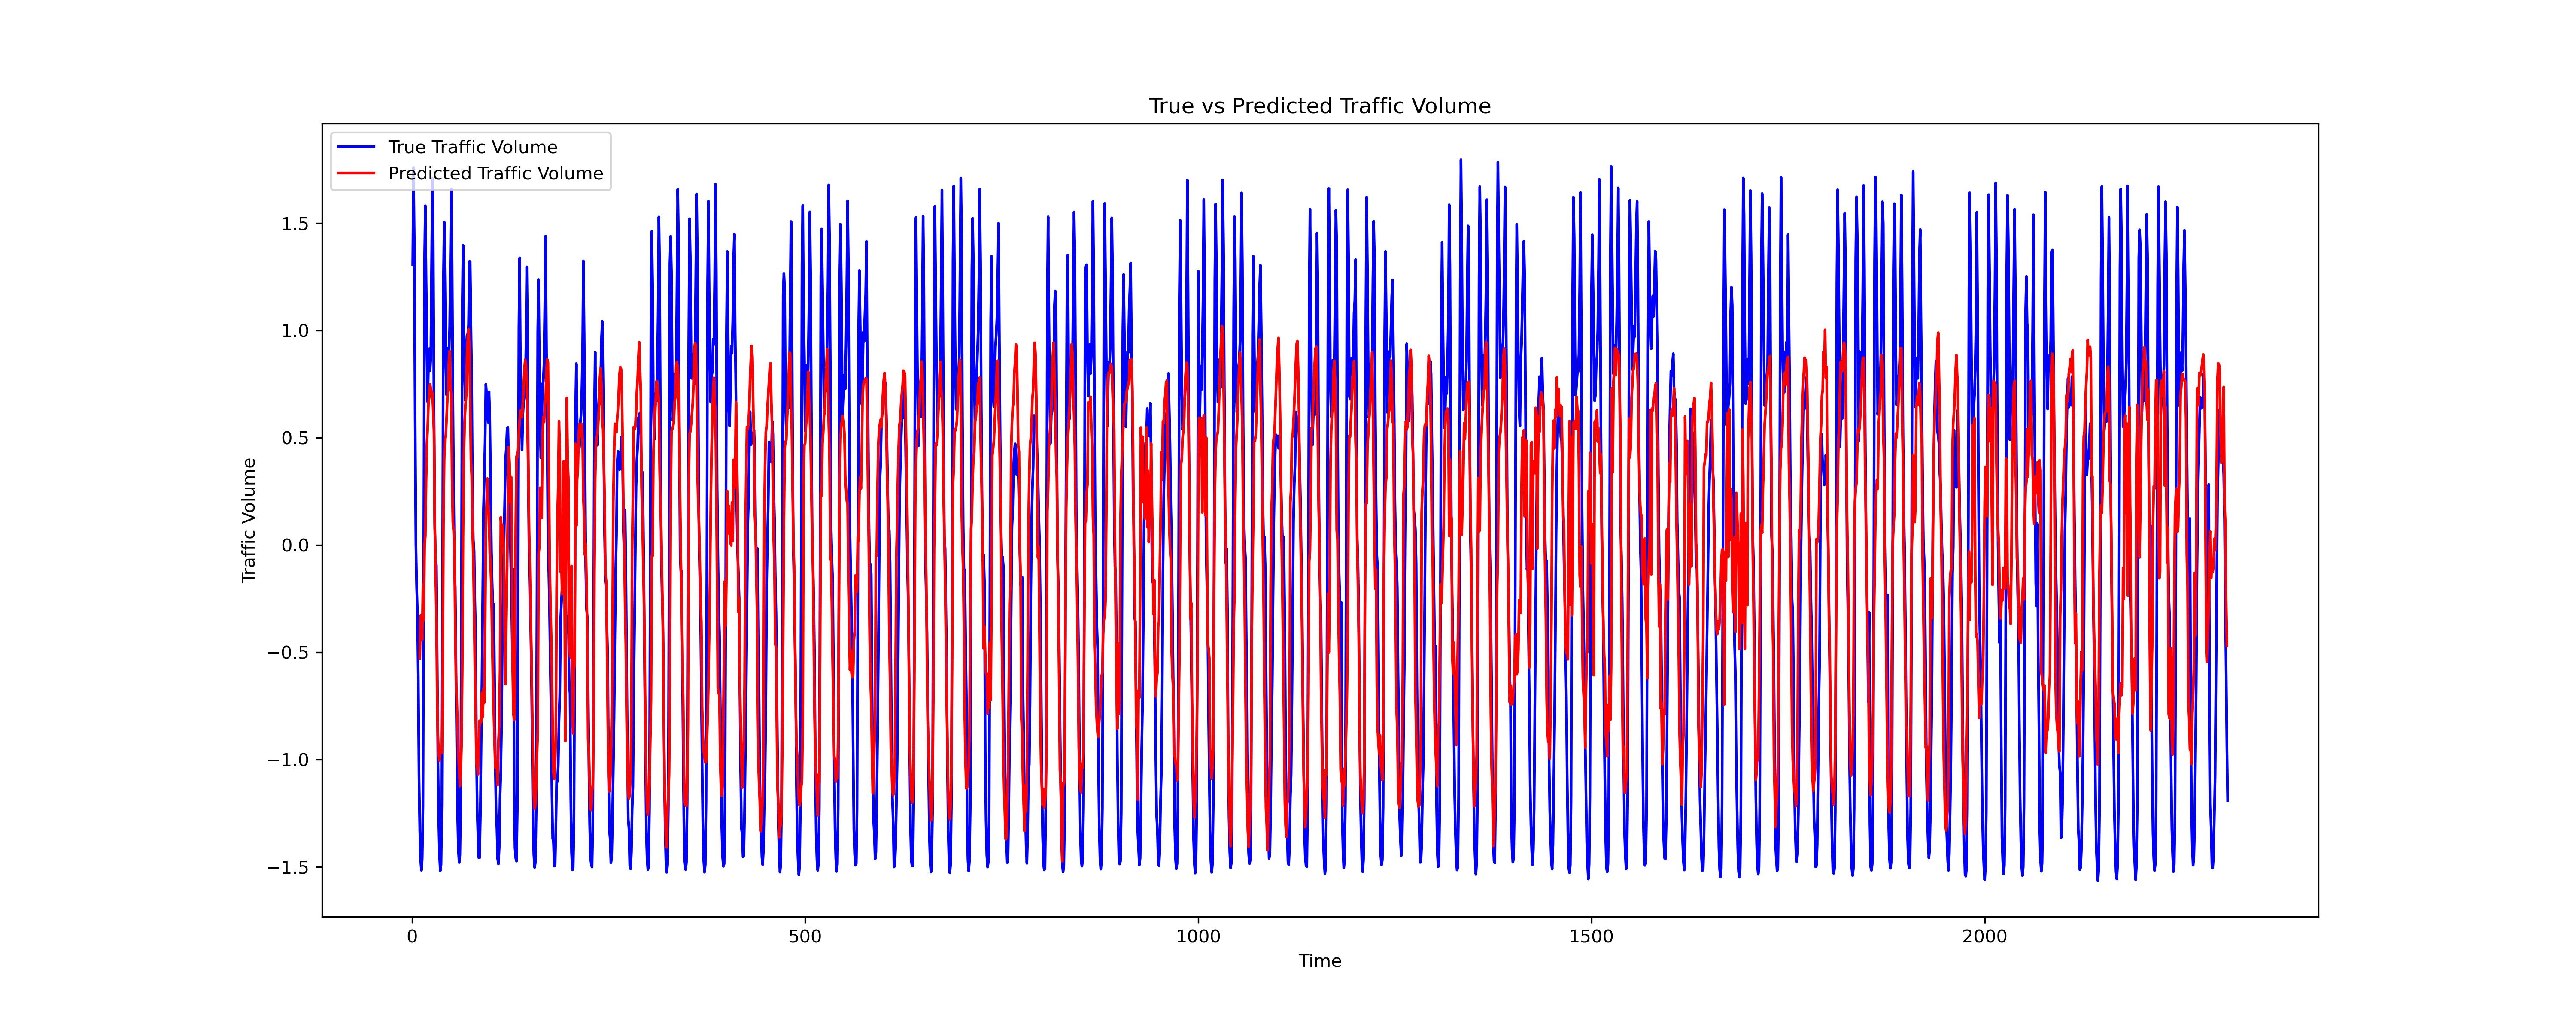 True vs Predicted Traffic Volume
True Traffic Volume
Predicted Traffic Volume
1.5
1.0
0.5
0.0
−0.5
−1.0
−1.5
Traffic Volume
0 500 1000 1500 2000
Time